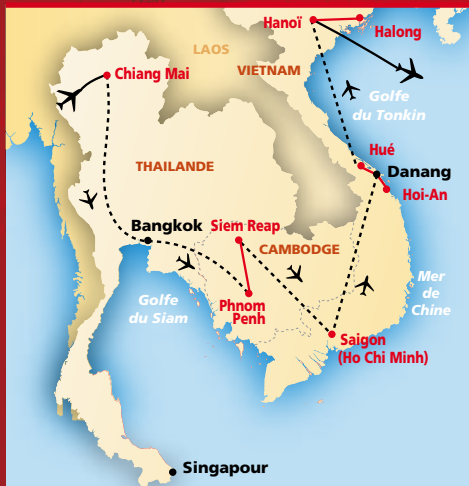 Hanoï
Halong
LAOS
Chiang Mai
VIETNAM
Golfe
du Tonkin
Hué
THAILANDE
Danang
Hoi-An
Bangkok
Siem Reap
CAMBODGE
Golfe
du Siam
Phnom
Penh
Mer
de
Chine
Saigon
(Ho Chi Minh)
Singapour